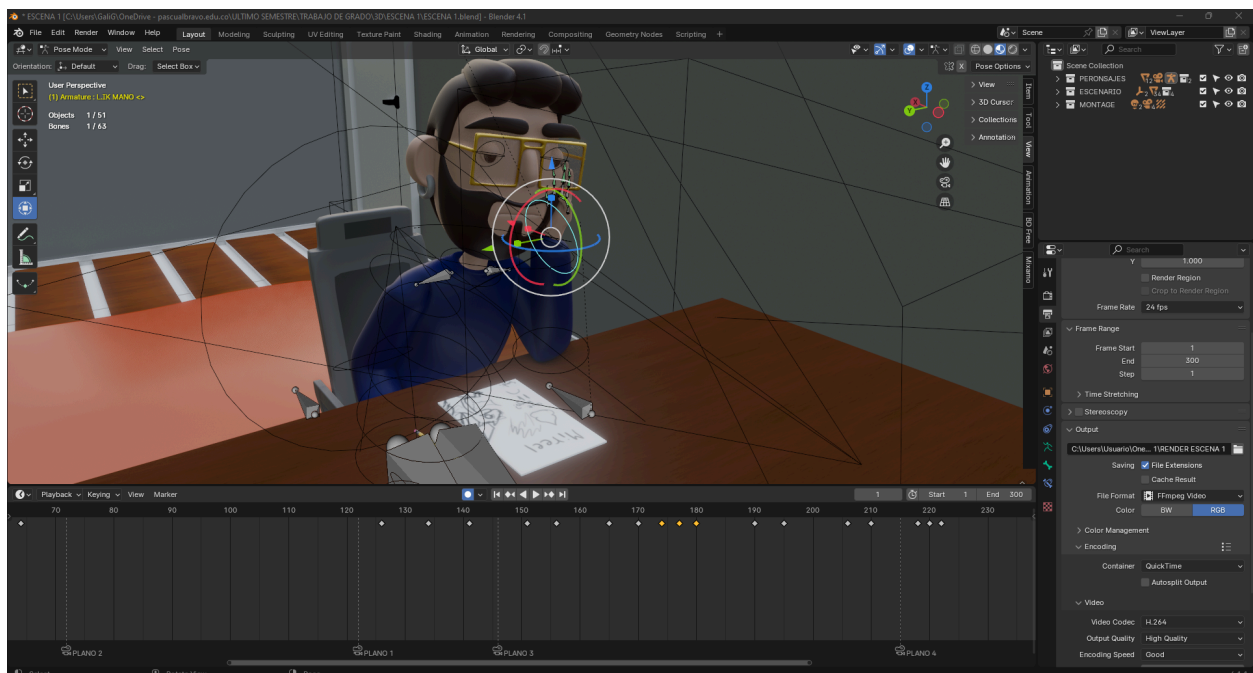 * ESCENA 1 [C:\Users\GaliG\OneDrive - pascualbravo.edu.co\ULTIMO SEMESTRE\TRABAJO DE GRADO\3D\ESCENA 1\ESCENA 1.blend] - Blender 4.1
File Edit Render Window Help Layout Modeling Sculpting UV Editing Texture Paint Shading Animation Rendering Compositing Geometry Nodes Scripting + Scene ViewLayer
Pose Mode View Select Pose Global Search
Orientation: Default Drag: Select Box X Pose Options
User Perspective
(1) Armature : I...IK MANO <>
Objects 1/51
Bones 1/63
X
Y
Z
View
3D Cursor
Collections
Annotation
Item
Tool
View
Animation
BD Free
Mixamo
Scene Collection
PERONSAJES
ESCENARIO
MONTAGE
Search
Y 1.000
Render Region
Crop to Render Region
Frame Rate 24 fps
Frame Range
Frame Start 1
End 300
Step 1
Time Stretching
Stereoscopy
Output
C:\Users\Usuario\One... 1\RENDER ESCENA 1
Saving File Extensions
Cache Result
File Format FFmpeg Video
Color BW RGB
Color Management
Encoding
Container QuickTime
Autosplit Output
Video
Video Codec H.264
Output Quality High Quality
Encoding Speed Good
Playback Keying View Marker 1 Start 1 End 300
70 80 90 100 110 120 130 140 150 160 170 180 190 200 210 220 230
PLANO 2 PLANO 1 PLANO 3 PLANO 4